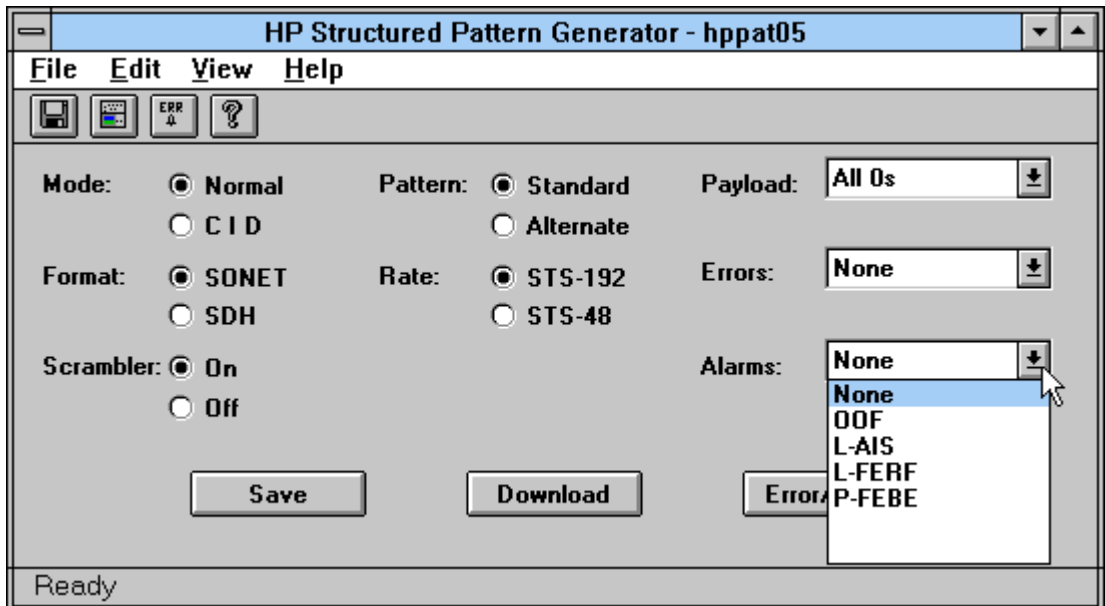 HP Structured Pattern Generator - hppat05
File Edit View Help
ERR
Mode: Normal Pattern: Standard Payload: All 0s
C I D Alternate
Format: SONET Rate: STS-192 Errors: None
SDH STS-48
Scrambler: On Alarms: None
Off
None
OOF
L-AIS
L-FERF
P-FEBE
Save Download Error
Ready